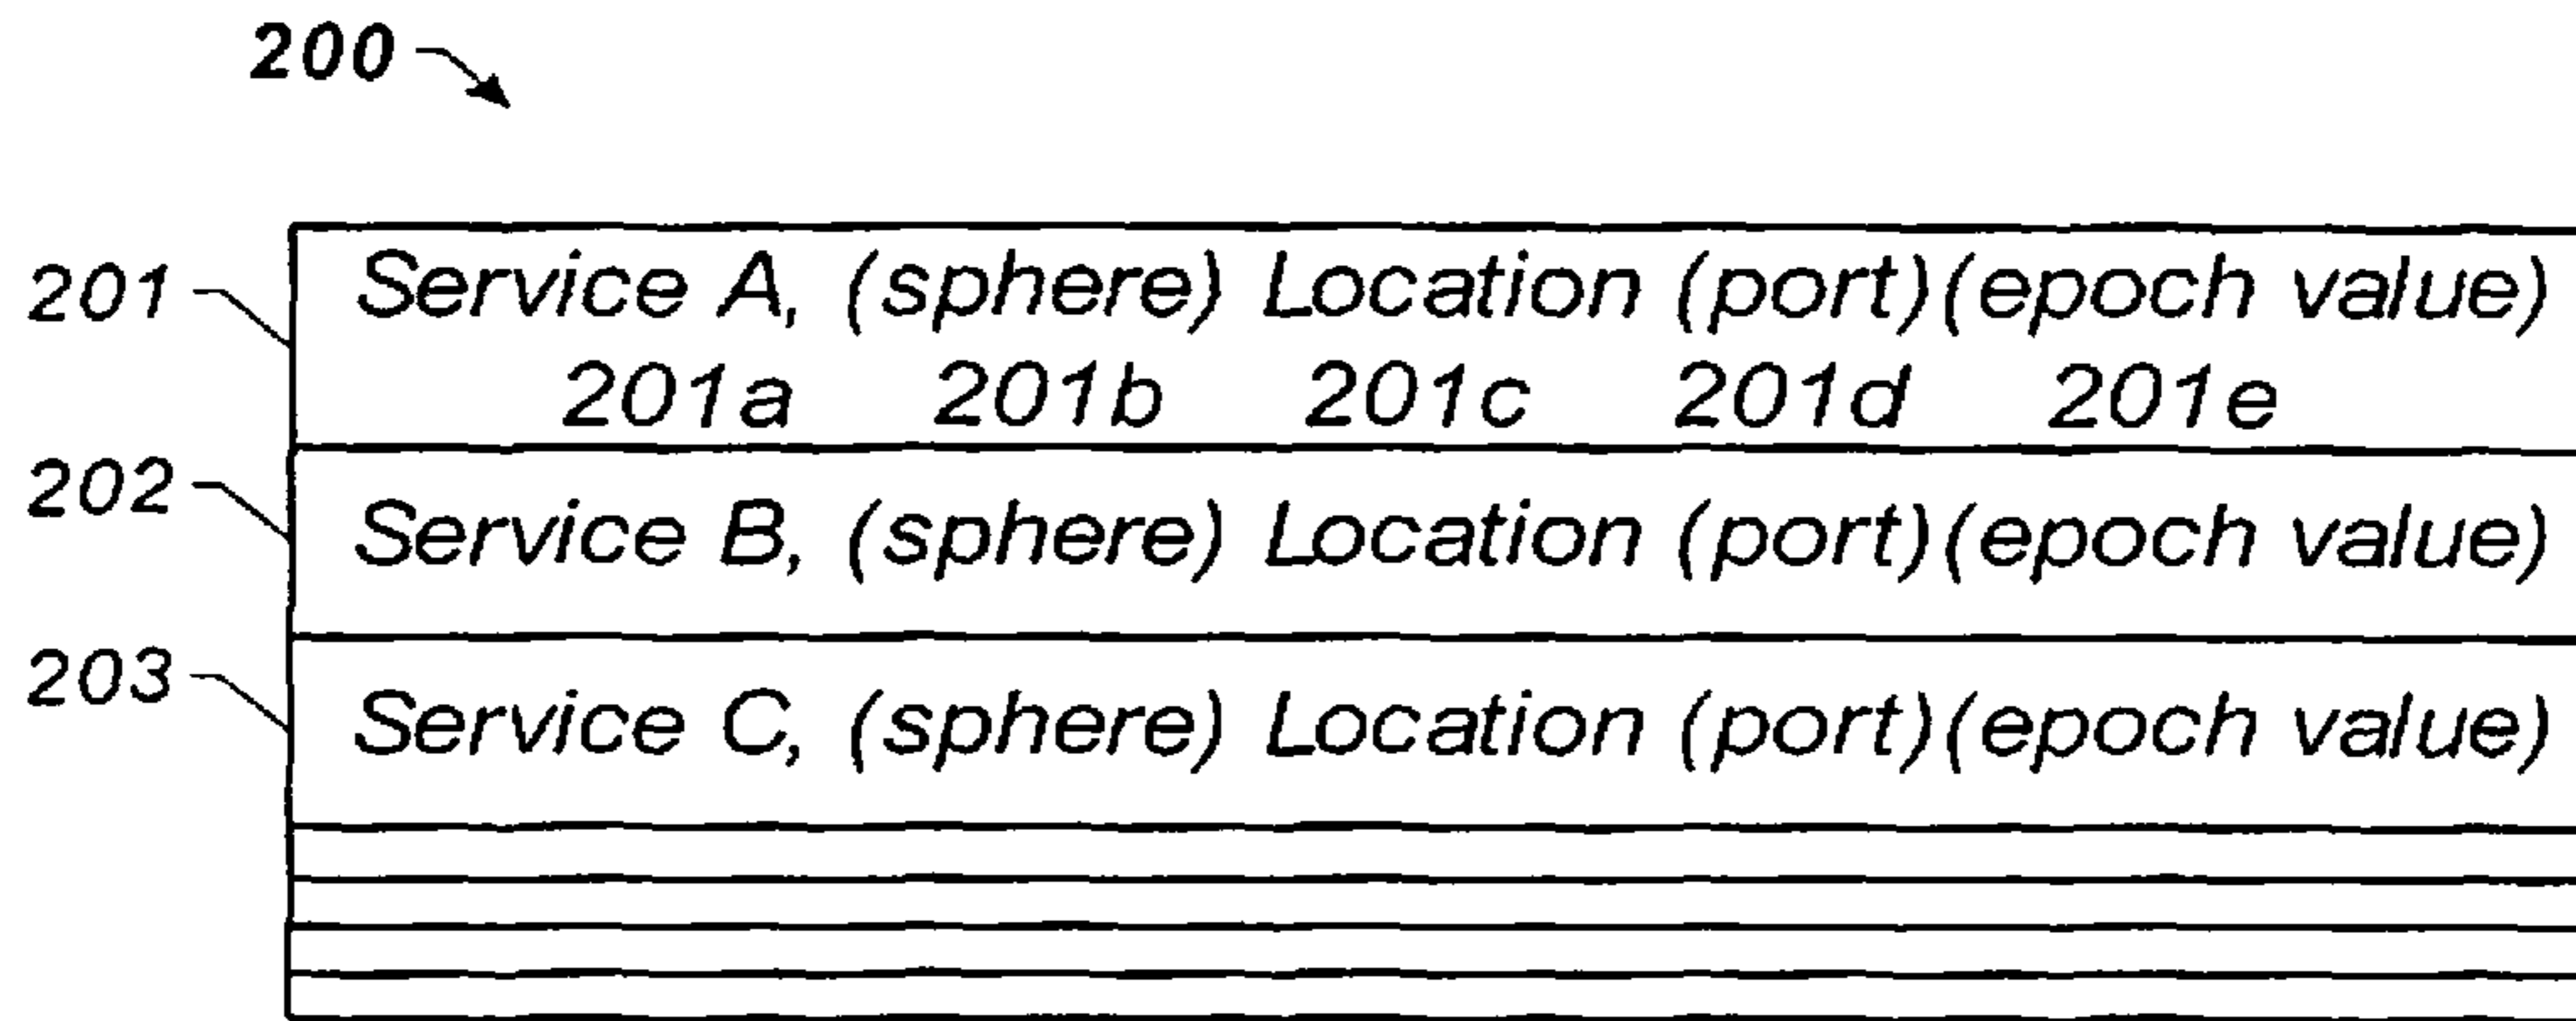 200
201 Service A, (sphere) Location (port)(epoch value)
201a 201b 201c 201d 201e
202 Service B, (sphere) Location (port)(epoch value)
203 Service C, (sphere) Location (port)(epoch value)